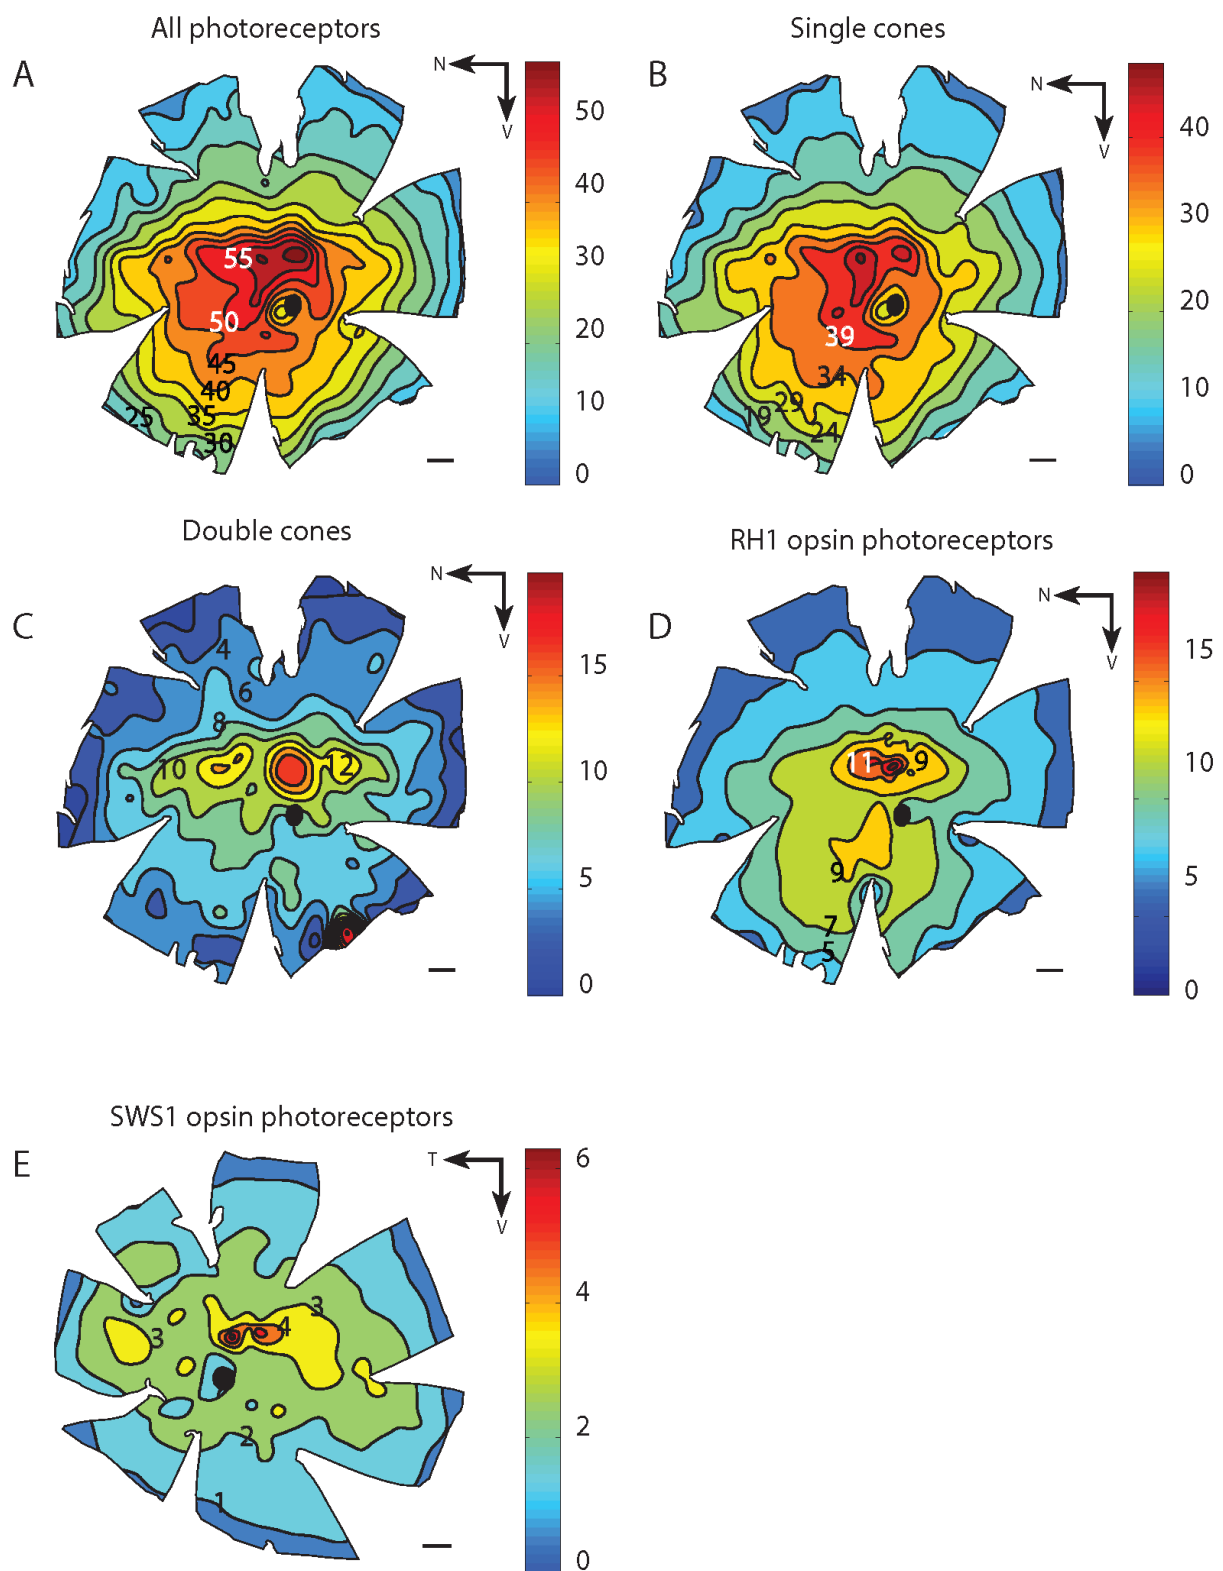 All photoreceptors
A
N
V
50
40
30
20
10
0
55
50
45
40
35
30
25
Single cones
B
N
V
40
30
20
10
0
39
34
29
24
19
Double cones
C
N
V
15
10
5
0
4
6
8
10
12
RH1 opsin photoreceptors
D
N
V
15
10
5
0
11
9
9
7
5
SWS1 opsin photoreceptors
E
T
V
6
4
2
0
3
3
4
2
1